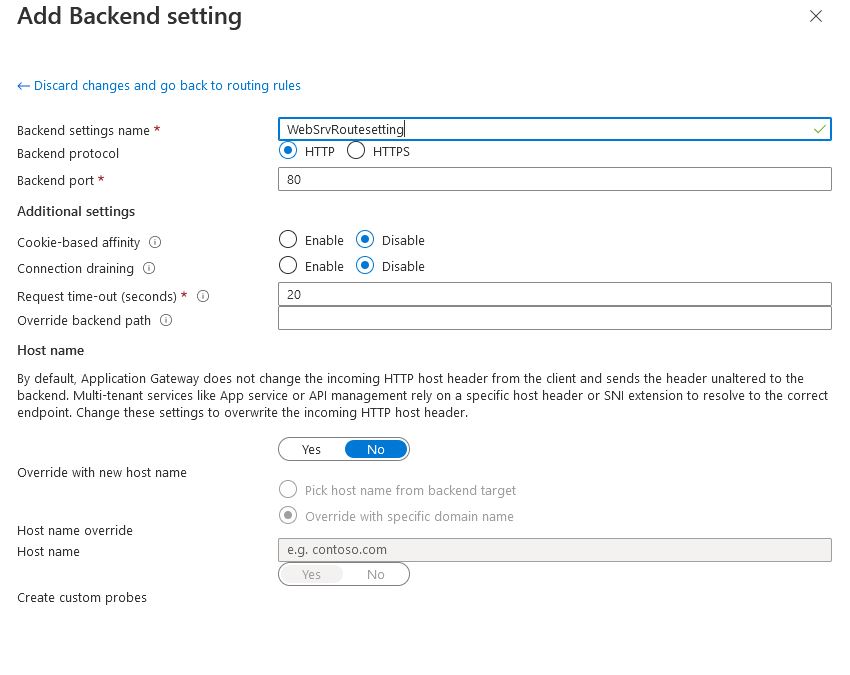 Add Backend setting
← Discard changes and go back to routing rules
Backend settings name * WebSrvRoutesetting
Backend protocol HTTP HTTPS
Backend port * 80
Additional settings
Cookie-based affinity Enable Disable
Connection draining Enable Disable
Request time-out (seconds) * 20
Override backend path
Host name
By default, Application Gateway does not change the incoming HTTP host header from the client and sends the header unaltered to the
backend. Multi-tenant services like App service or API management rely on a specific host header or SNI extension to resolve to the correct
endpoint. Change these settings to overwrite the incoming HTTP host header.
Yes No
Override with new host name
Pick host name from backend target
Override with specific domain name
Host name override
Host name e.g. contoso.com
Yes No
Create custom probes